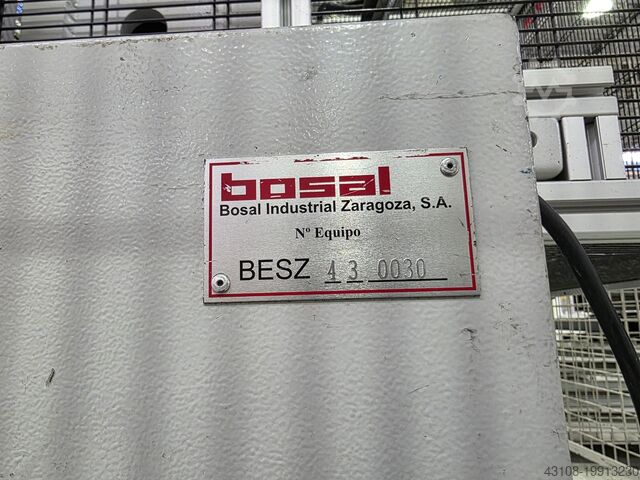 bosal
Bosal Industrial Zaragoza, S.A.
Nº Equipo
BESZ 43 0030
43108-19913230